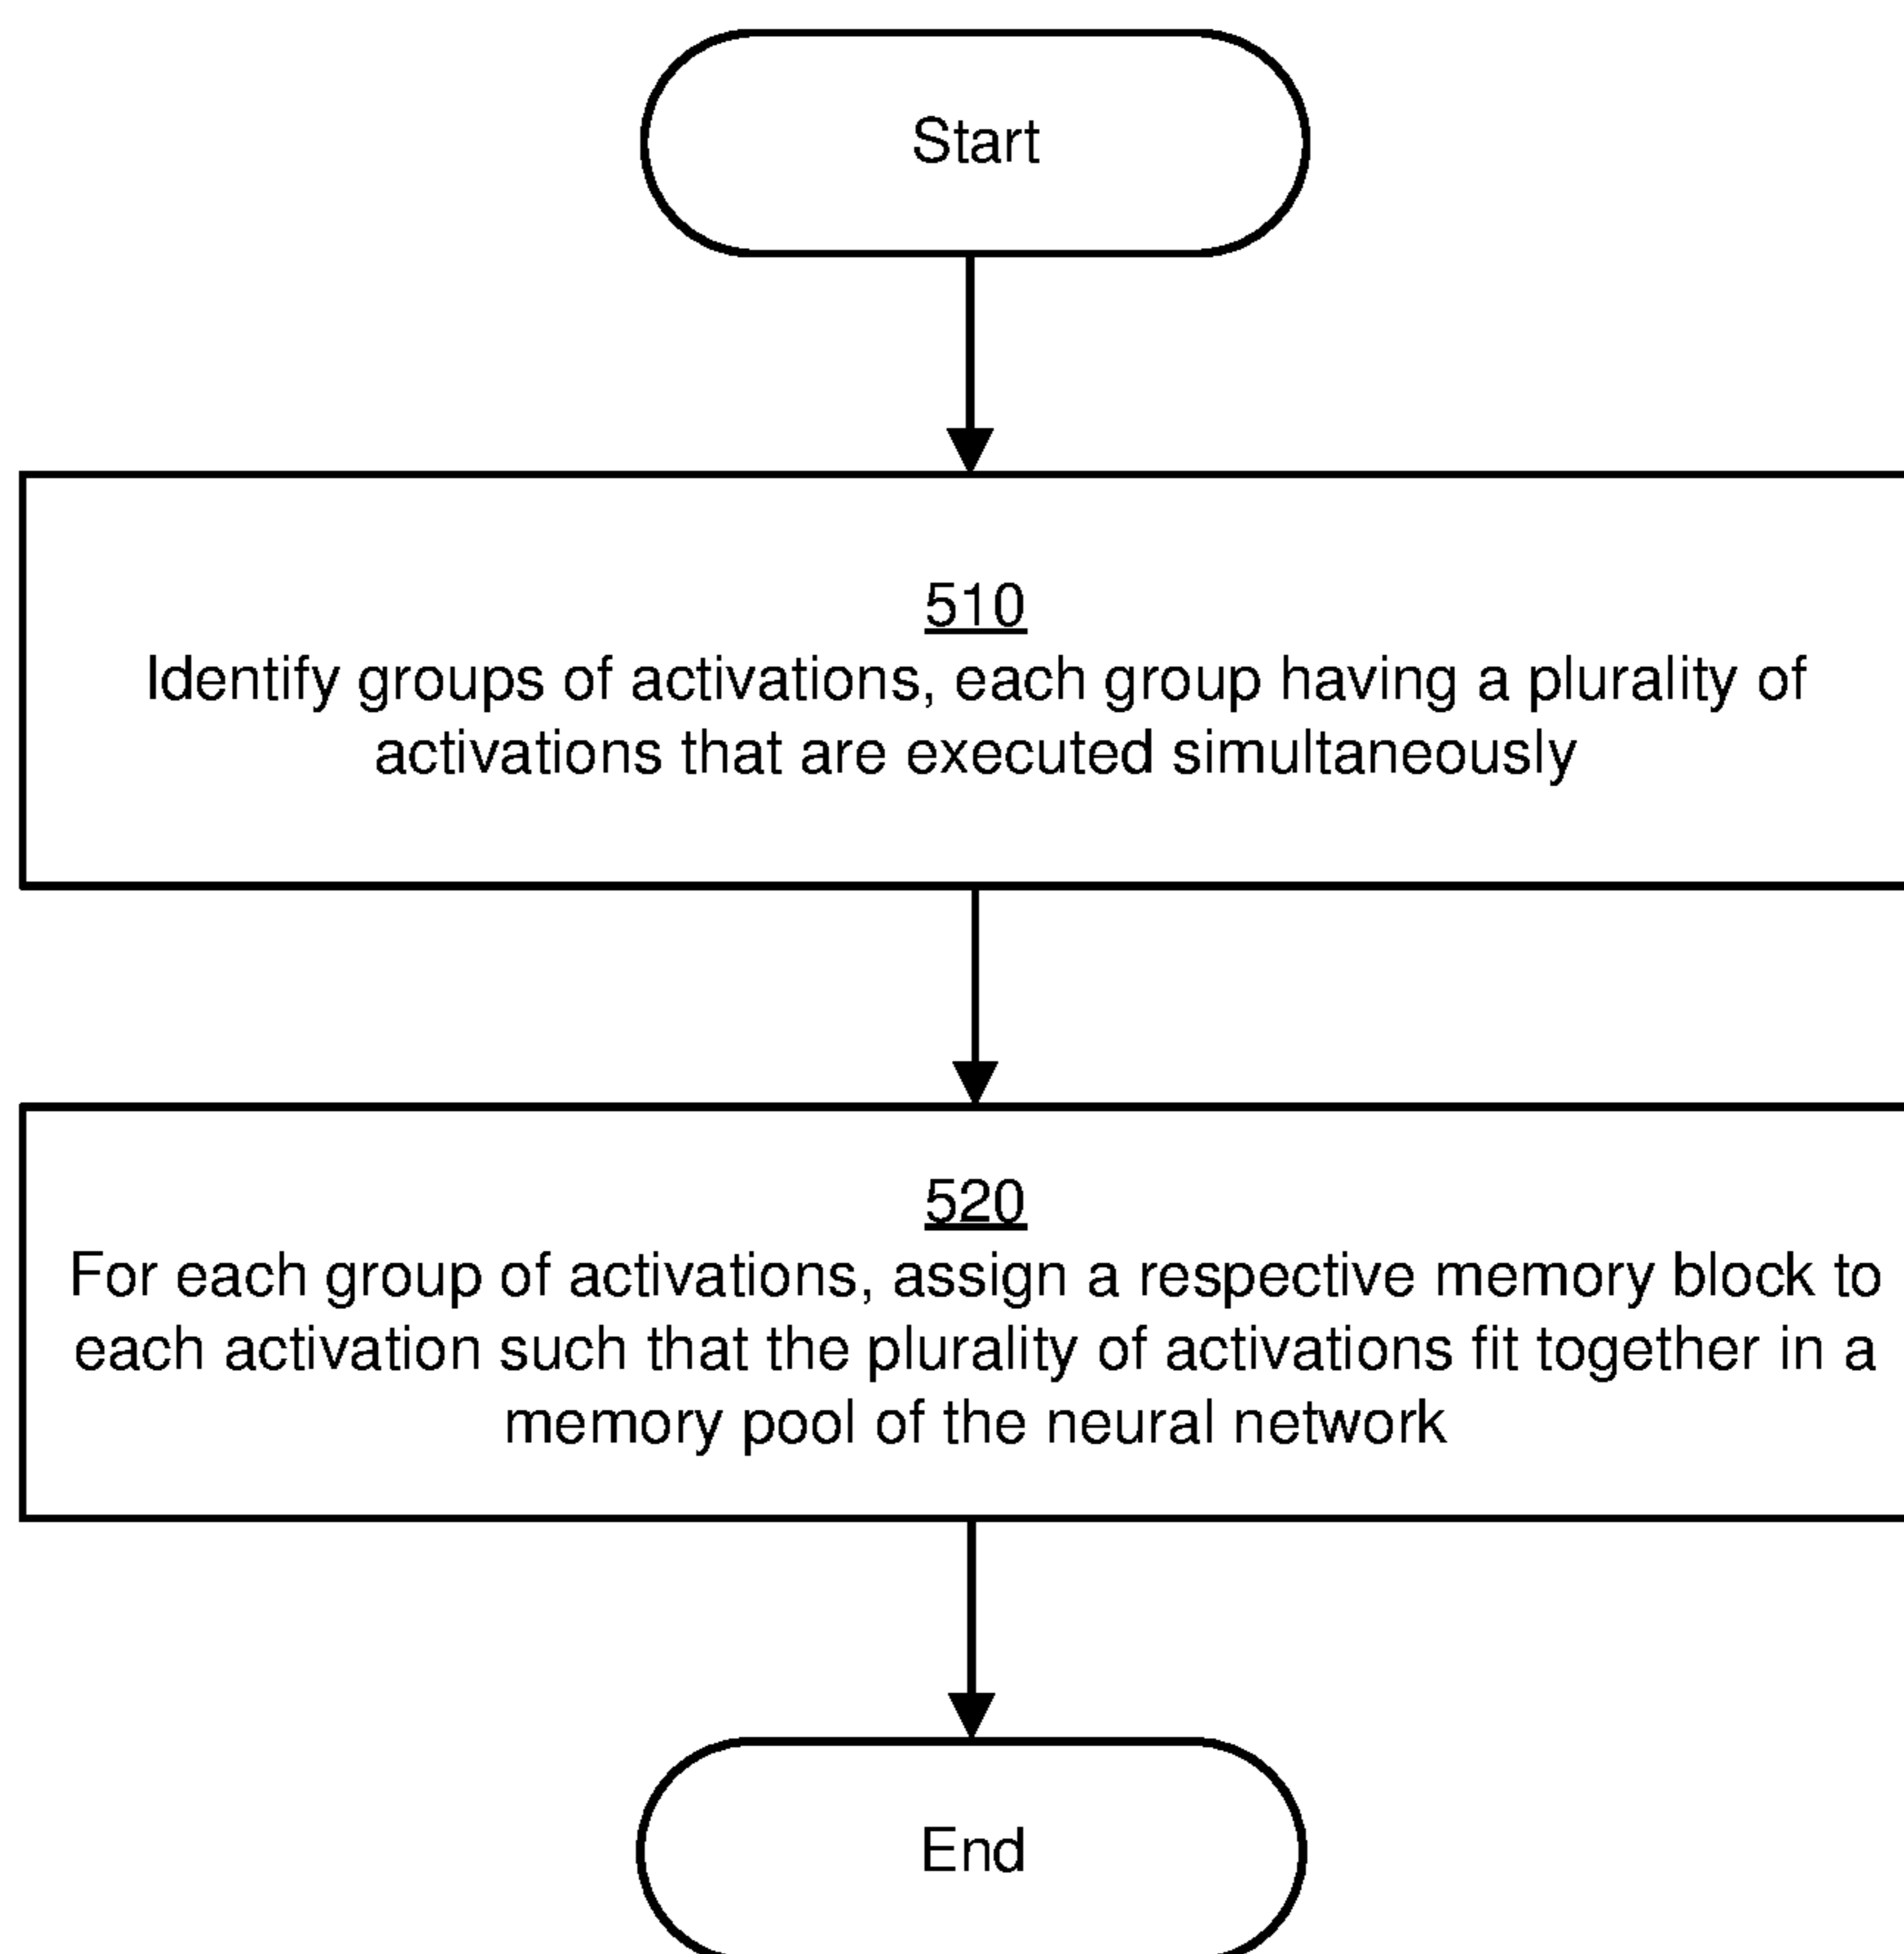 Start
510
Identify groups of activations, each group having a plurality of
activations that are executed simultaneously
520
For each group of activations, assign a respective memory block to
each activation such that the plurality of activations fit together in a
memory pool of the neural network
End